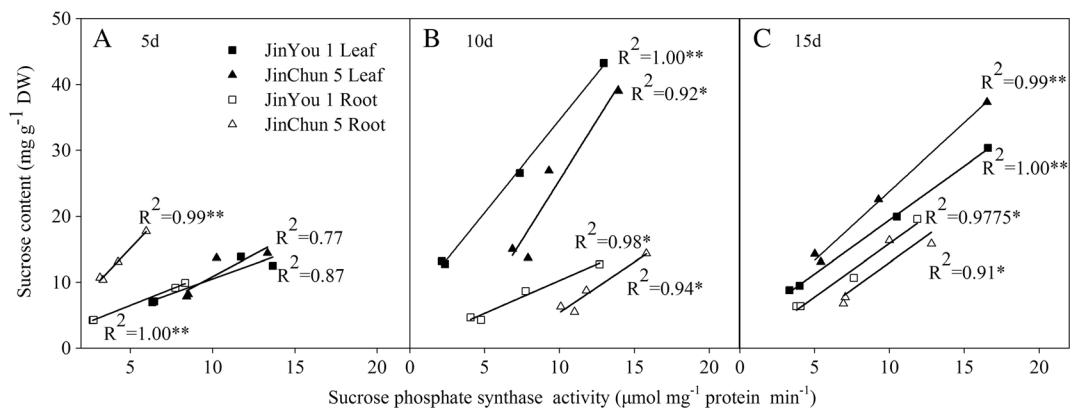 Sucrose content (mg g⁻¹ DW)
50
40
30
20
10
0
A 5d
JinYou 1 Leaf
JinChun 5 Leaf
JinYou 1 Root
JinChun 5 Root
R²=0.99**
R²=0.77
R²=0.87
R²=1.00**
5 10 15 20
B 10d
R²=1.00**
R²=0.92*
R²=0.98*
R²=0.94*
0 5 10 15 20
C 15d
R²=0.99**
R²=1.00**
R²=0.9775*
R²=0.91*
0 5 10 15 20
Sucrose phosphate synthase activity (μmol mg⁻¹ protein min⁻¹)